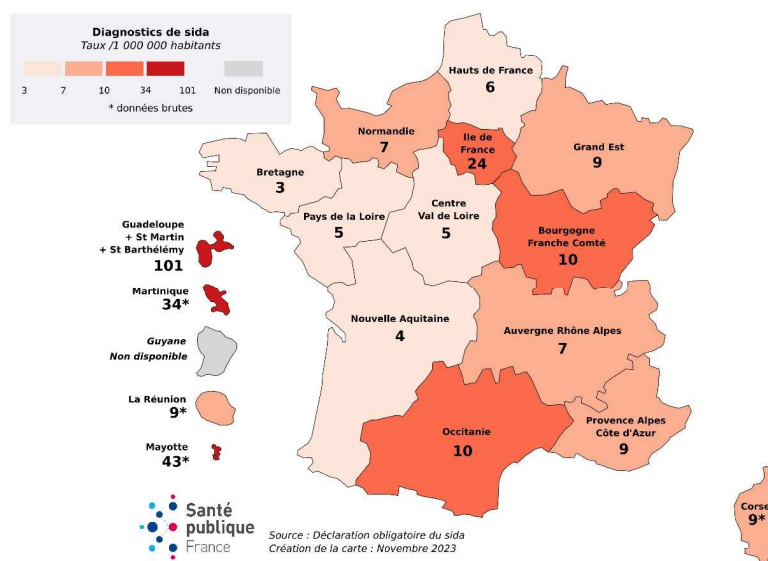 Diagnostics de sida
Taux /1 000 000 habitants
3 7 10 34 101 Non disponible
* données brutes
Hauts de France
6
Normandie
7
Ile de
France
24
Grand Est
9
Bretagne
3
Pays de la Loire
5
Centre
Val de Loire
5
Bourgogne
Franche Comté
10
Guadeloupe
+ St Martin
+ St Barthélémy
101
Martinique
34*
Guyane
Non disponible
La Réunion
9*
Mayotte
43*
Nouvelle Aquitaine
4
Auvergne Rhône Alpes
7
Occitanie
10
Provence Alpes
Côte d'Azur
9
Corse
9*
Santé
publique
France
Source : Déclaration obligatoire du sida
Création de la carte : Novembre 2023